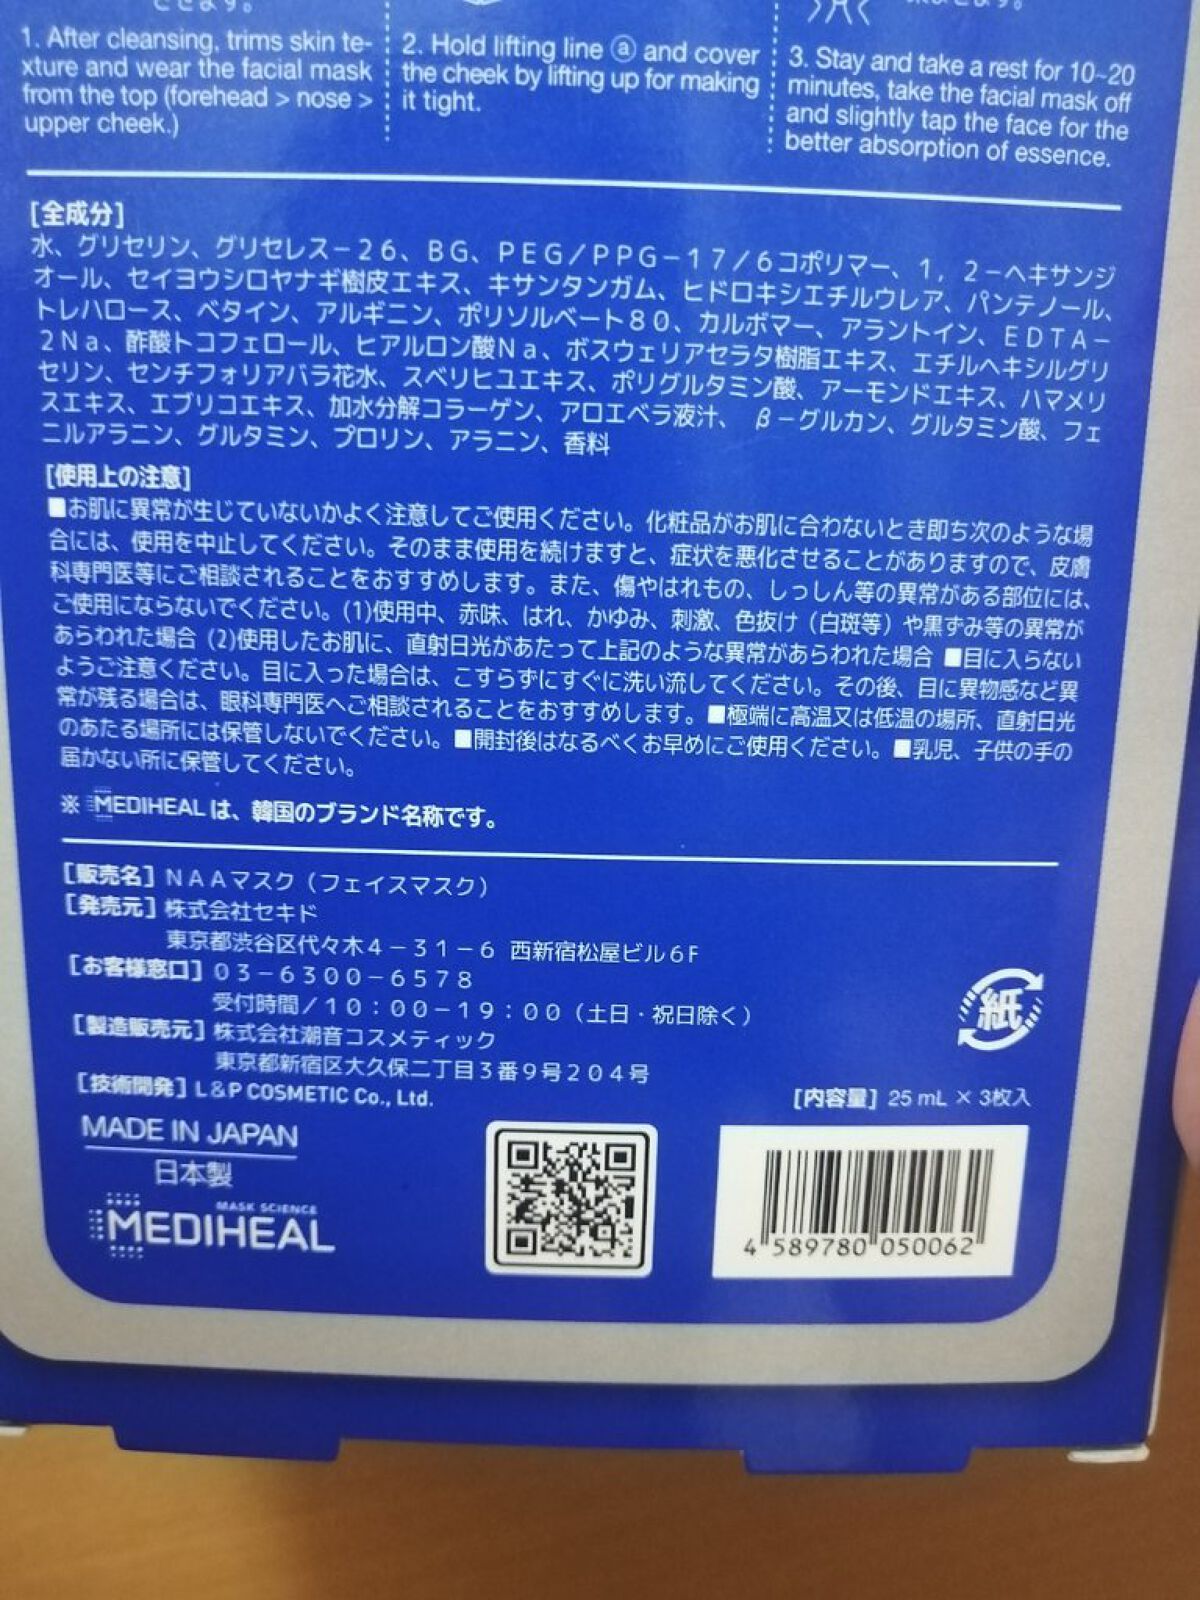 1. After cleansing, trims skin te-
xture and wear the facial mask
from the top (forehead > nose >
upper cheek.)
2. Hold lifting line ⓐ and cover
the cheek by lifting up for making
it tight.
3. Stay and take a rest for 10~20
minutes, take the facial mask off
and slightly tap the face for the
better absorption of essence.
[全成分]
水、グリセリン、グリセレス－２６、ＢＧ、ＰＥＧ／ＰＰＧ－１７／６コポリマー、１，２－ヘキサンジ
オール、セイヨウシロヤナギ樹皮エキス、キサンタンガム、ヒドロキシエチルウレア、パンテノール、
トレハロース、ベタイン、アルギニン、ポリソルベート８０、カルボマー、アラントイン、ＥＤＴＡ－
２Ｎａ、酢酸トコフェロール、ヒアルロン酸Ｎａ、ボスウェリアセラタ樹脂エキス、エチルヘキシルグリ
セリン、センチフォリアバラ花水、スベリヒユエキス、ポリグルタミン酸、アーモンドエキス、ハマメリ
スエキス、エブリコエキス、加水分解コラーゲン、アロエベラ液汁、 β－グルカン、グルタミン酸、フェ
ニルアラニン、グルタミン、プロリン、アラニン、香料
[使用上の注意]
■お肌に異常が生じていないかよく注意してご使用ください。化粧品がお肌に合わないとき即ち次のような場
合には、使用を中止してください。そのまま使用を続けますと、症状を悪化させることがありますので、皮膚
科専門医等にご相談されることをおすすめします。また、傷やはれもの、しっしん等の異常がある部位には、
ご使用にならないでください。(1)使用中、赤味、はれ、かゆみ、刺激、色抜け（白斑等）や黒ずみ等の異常が
あらわれた場合 (2)使用したお肌に、直射日光があたって上記のような異常があらわれた場合 ■目に入らない
ようご注意ください。目に入った場合は、こすらずにすぐに洗い流してください。その後、目に異物感など異
常が残る場合は、眼科専門医へご相談されることをおすすめします。■極端に高温又は低温の場所、直射日光
のあたる場所には保管しないでください。■開封後はなるべくお早めにご使用ください。■乳児、子供の手の
届かない所に保管してください。
※ MEDIHEAL は、韓国のブランド名称です。
[販売名] ＮＡＡマスク（フェイスマスク）
[発売元] 株式会社セキド
東京都渋谷区代々木４－３１－６ 西新宿松屋ビル６F
[お客様窓口] ０３－６３００－６５７８
受付時間／１０：００－１９：００（土日・祝日除く）
[製造販売元] 株式会社潮音コスメティック
東京都新宿区大久保二丁目３番９号２０４号
[技術開発] L＆P COSMETIC Co., Ltd.
紙
[内容量] 25 mL × 3枚入
MADE IN JAPAN
日本製
MASK SCIENCE
MEDIHEAL
4 589780 050062